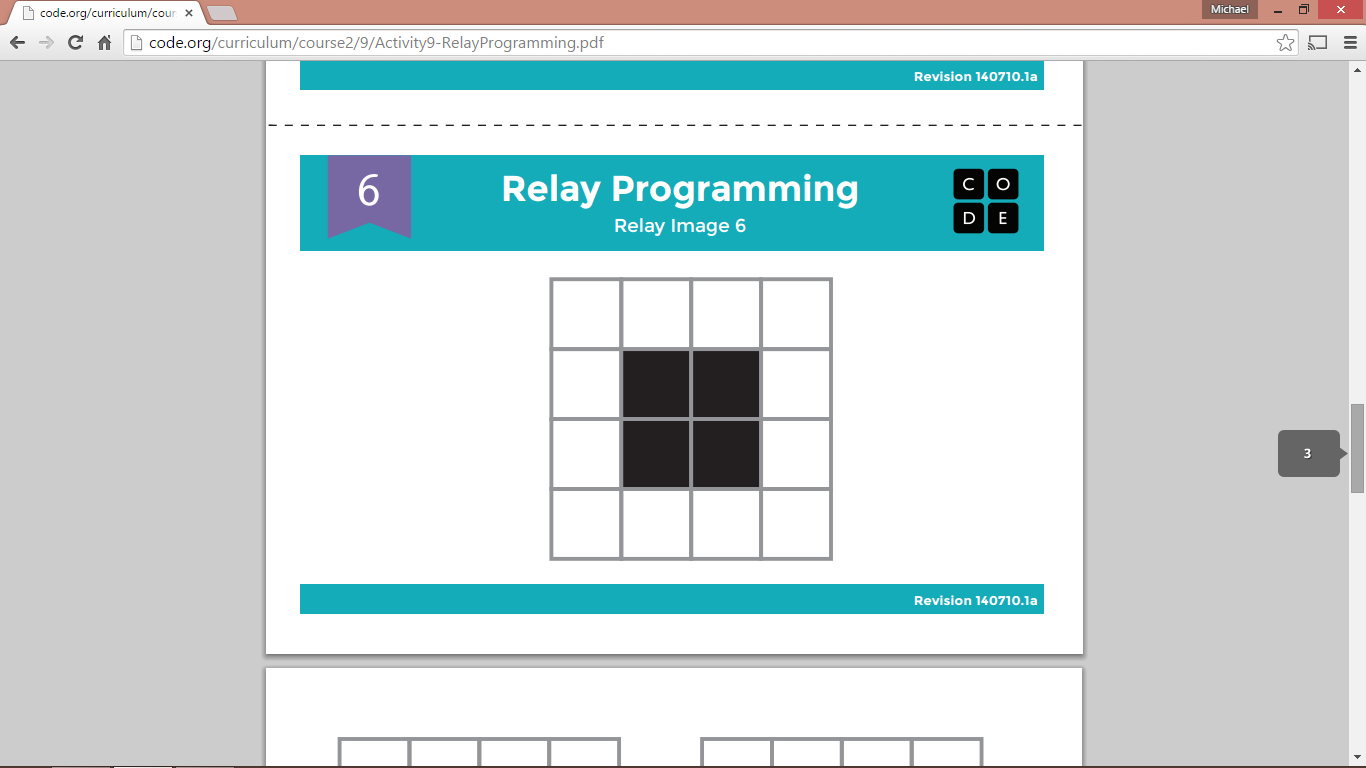 code.org/curriculum/cour
Michael
code.org/curriculum/course2/9/Activity9-RelayProgramming.pdf
Revision 140710.1a
6
Relay Programming
Relay Image 6
C O
D E
3
Revision 140710.1a